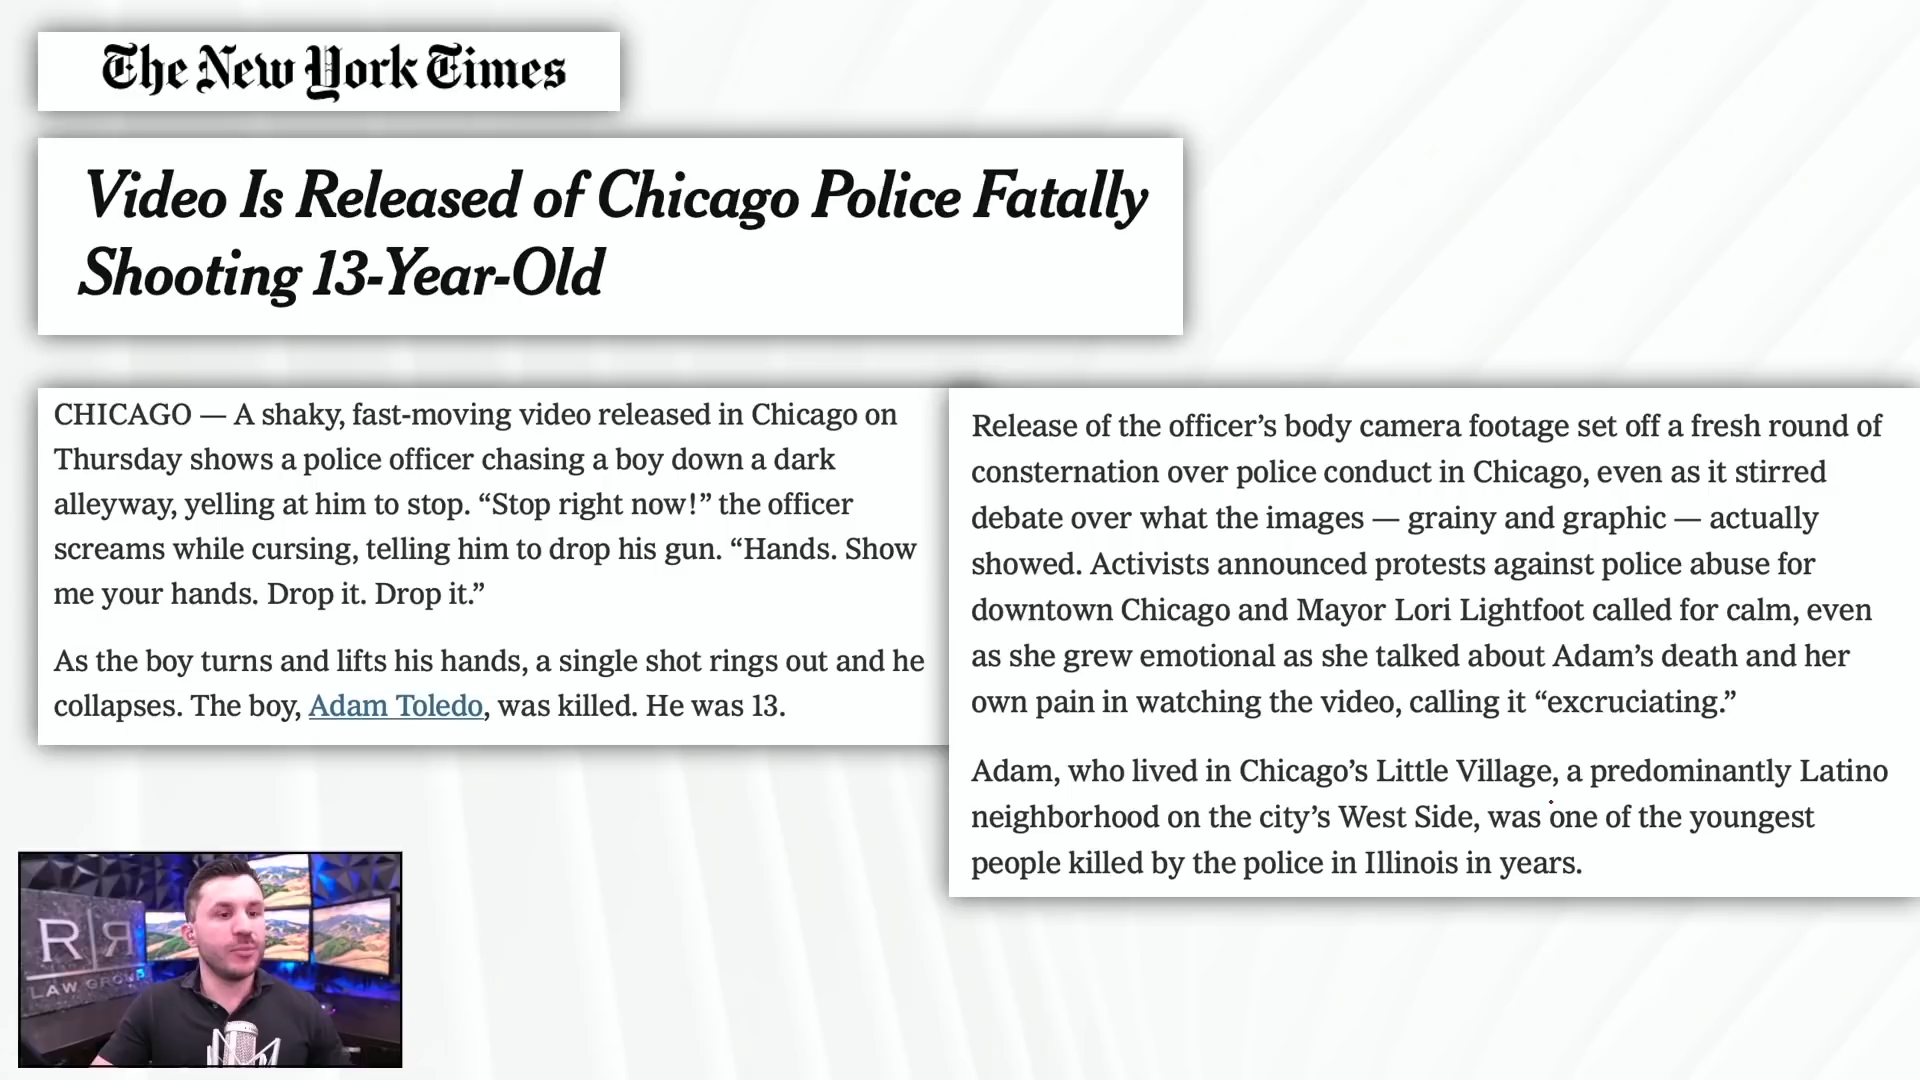 The New York Times
Video Is Released of Chicago Police Fatally
Shooting 13-Year-Old
CHICAGO — A shaky, fast-moving video released in Chicago on
Thursday shows a police officer chasing a boy down a dark
alleyway, yelling at him to stop. “Stop right now!” the officer
screams while cursing, telling him to drop his gun. “Hands. Show
me your hands. Drop it. Drop it.”
As the boy turns and lifts his hands, a single shot rings out and he
collapses. The boy, Adam Toledo, was killed. He was 13.
Release of the officer’s body camera footage set off a fresh round of
consternation over police conduct in Chicago, even as it stirred
debate over what the images — grainy and graphic — actually
showed. Activists announced protests against police abuse for
downtown Chicago and Mayor Lori Lightfoot called for calm, even
as she grew emotional as she talked about Adam’s death and her
own pain in watching the video, calling it “excruciating.”
Adam, who lived in Chicago’s Little Village, a predominantly Latino
neighborhood on the city’s West Side, was one of the youngest
people killed by the police in Illinois in years.
R|R
LAW GROUP